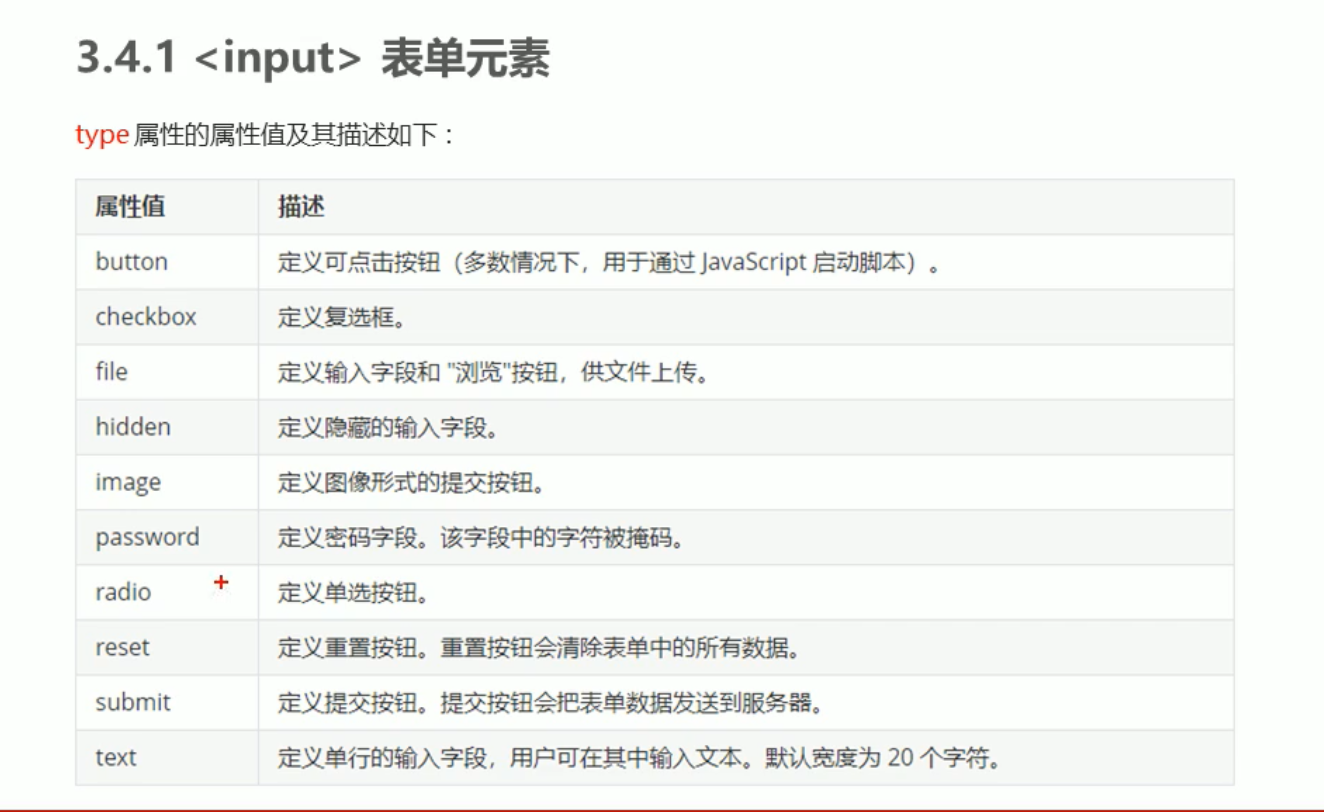 3.4.1 <input> 表单元素
type 属性的属性值及其描述如下：
属性值 描述
button 定义可点击按钮（多数情况下，用于通过 JavaScript 启动脚本）。
checkbox 定义复选框。
file 定义输入字段和 "浏览"按钮，供文件上传。
hidden 定义隐藏的输入字段。
image 定义图像形式的提交按钮。
password 定义密码字段。该字段中的字符被掩码。
radio 定义单选按钮。
reset 定义重置按钮。重置按钮会清除表单中的所有数据。
submit 定义提交按钮。提交按钮会把表单数据发送到服务器。
text 定义单行的输入字段，用户可在其中输入文本。默认宽度为 20 个字符。